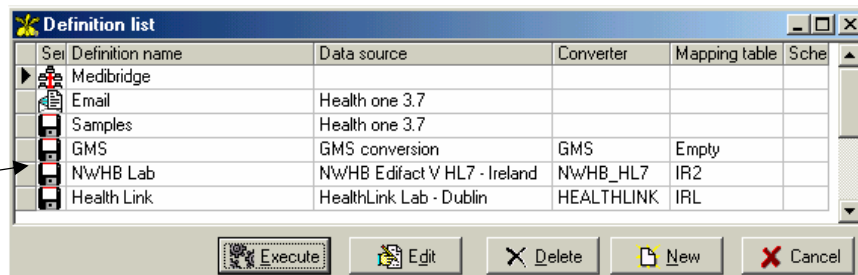 Definition list
Ser Definition name Data source Converter Mapping table Sche
Medibridge
Email Health one 3.7
Samples Health one 3.7
GMS GMS conversion GMS Empty
NWHB Lab NWHB Edifact V HL7 - Ireland NWHB_HL7 IR2
Health Link HealthLink Lab - Dublin HEALTHLINK IRL
Execute Edit Delete New Cancel